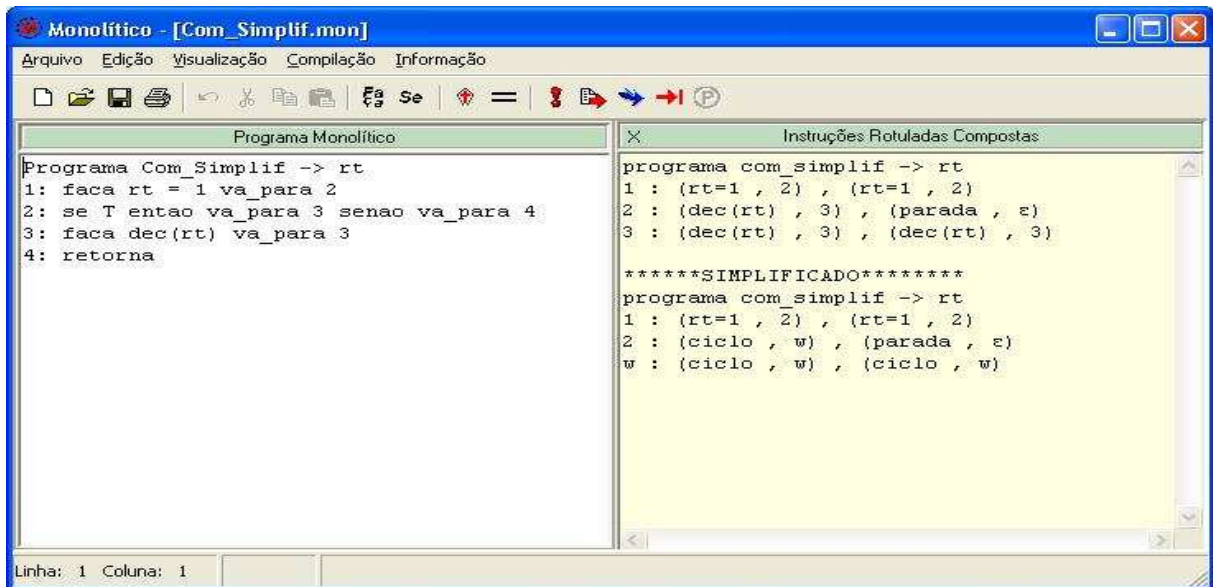 Monolítico - [Com_Simplif.mon]
Arquivo Edição Visualização Compilação Informação
Se
Programa Monolítico
Programa Com_Simplif -> rt
1: faca rt = 1 va_para 2
2: se T entao va_para 3 senao va_para 4
3: faca dec(rt) va_para 3
4: retorna
X Instruções Rotuladas Compostas
programa com_simplif -> rt
1 : (rt=1 , 2) , (rt=1 , 2)
2 : (dec(rt) , 3) , (parada , ε)
3 : (dec(rt) , 3) , (dec(rt) , 3)
******SIMPLIFICADO********
programa com_simplif -> rt
1 : (rt=1 , 2) , (rt=1 , 2)
2 : (ciclo , w) , (parada , ε)
w : (ciclo , w) , (ciclo , w)
Linha: 1 Coluna: 1